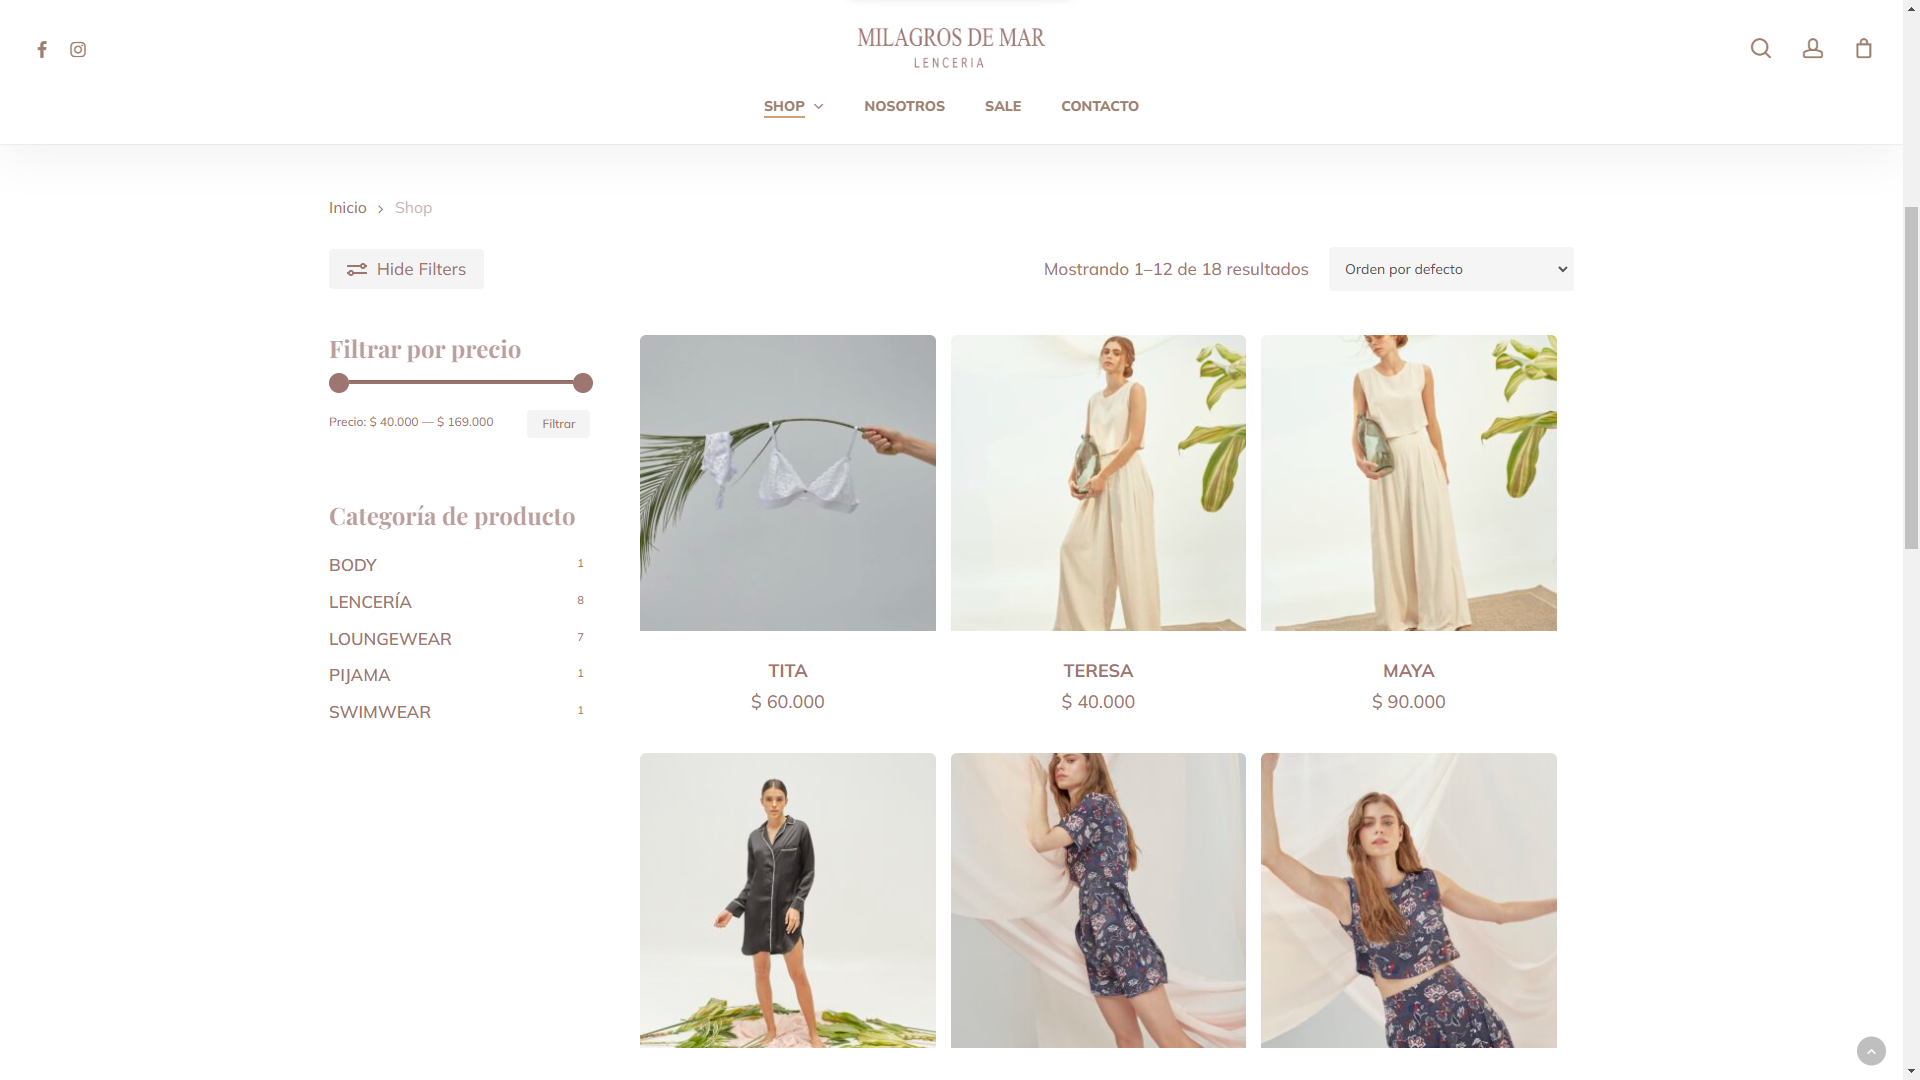 MILAGROS DE MAR
LENCERIA
SHOP
NOSOTROS
SALE
CONTACTO
Inicio > Shop
Hide Filters
Mostrando 1–12 de 18 resultados
Orden por defecto
Filtrar por precio
Precio: $ 40.000 — $ 169.000
Filtrar
Categoría de producto
BODY 1
LENCERÍA 8
LOUNGEWEAR 7
PIJAMA 1
SWIMWEAR 1
TITA
$ 60.000
TERESA
$ 40.000
MAYA
$ 90.000